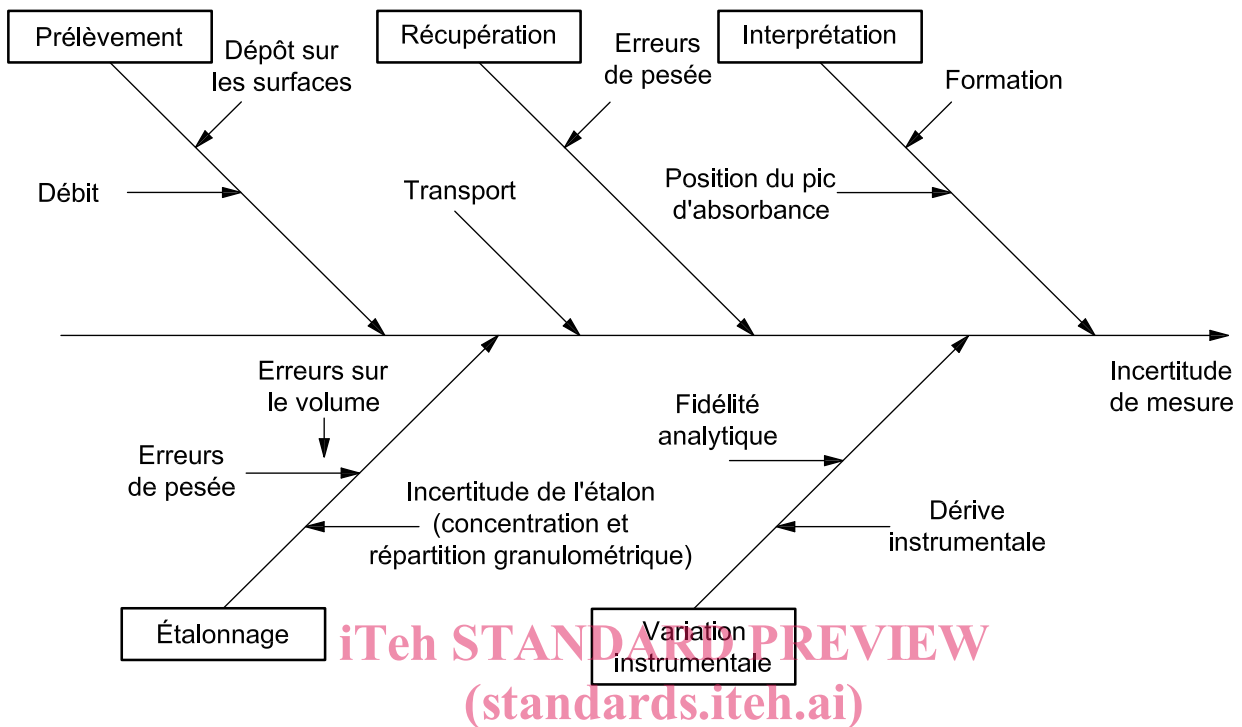 Prélèvement
Récupération
Interprétation
Dépôt sur
les surfaces
Erreurs
de pesée
Formation
Débit
Transport
Position du pic
d'absorbance
Incertitude
de mesure
Erreurs sur
le volume
Erreurs
de pesée
Incertitude de l'étalon
(concentration et
répartition granulométrique)
Fidélité
analytique
Dérive
instrumentale
Étalonnage
Variation
instrumentale
iTeh STANDARD PREVIEW
(standards.iteh.ai)